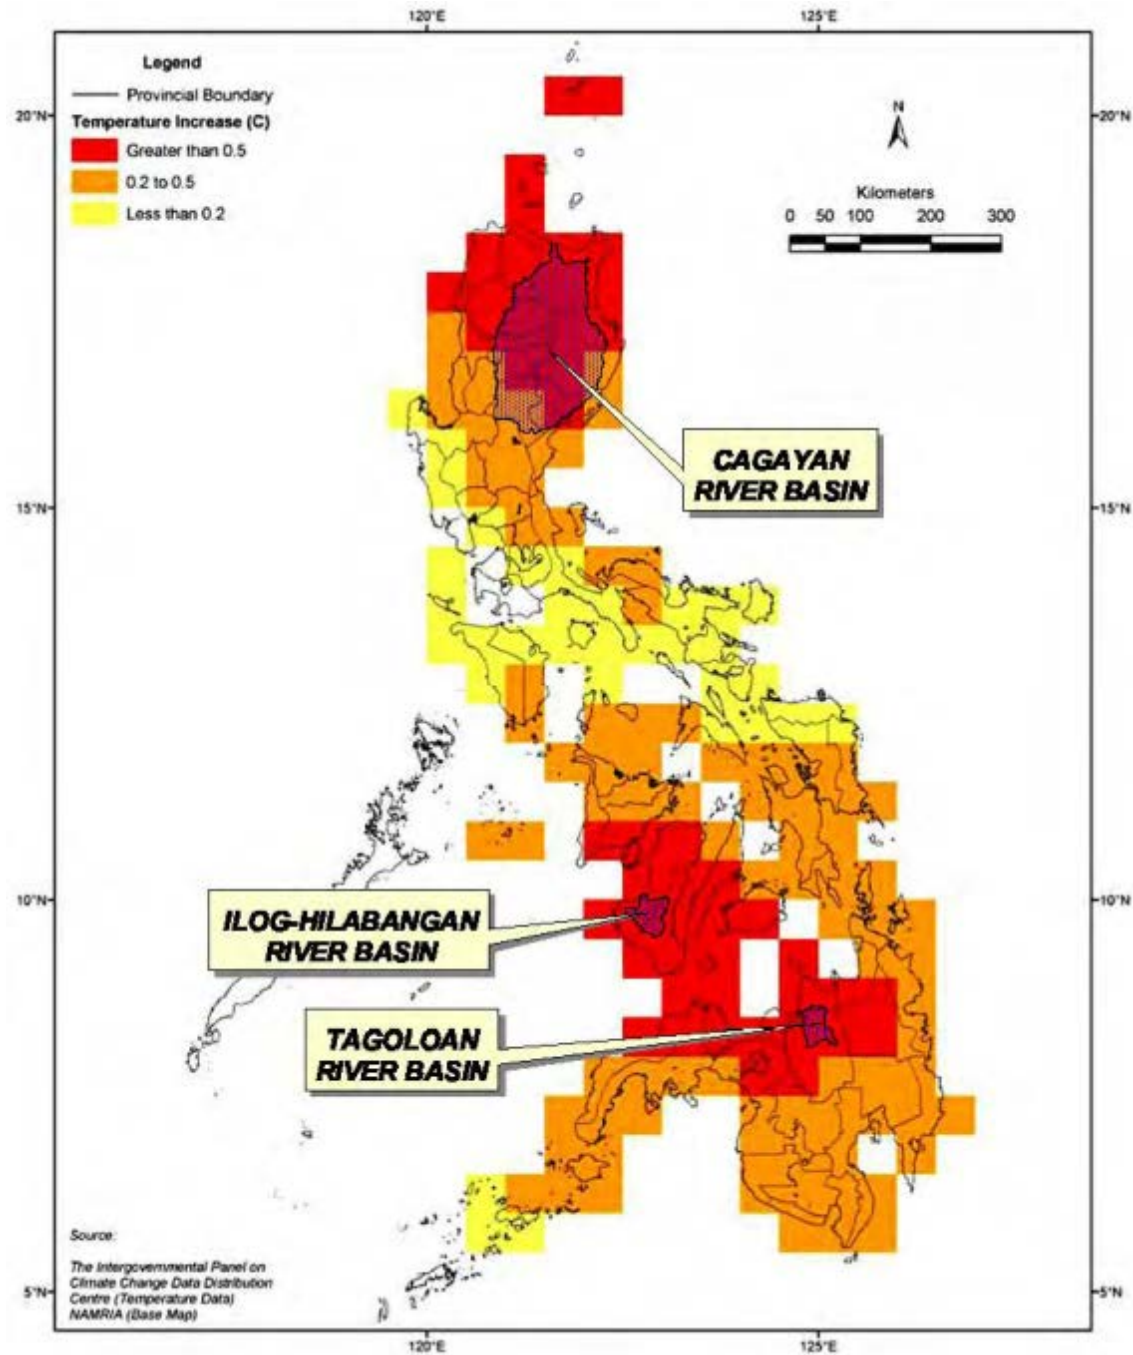 120°E 125°E
Legend
Provincial Boundary
20°N 20°N
Temperature Increase (C)
Greater than 0.5
0.2 to 0.5
Less than 0.2
N
Kilometers
0 50 100 200 300
CAGAYAN
RIVER BASIN
15°N 15°N
10°N 10°N
ILOG-HILABANGAN
RIVER BASIN
TAGOLOAN
RIVER BASIN
Source:
The Intergovernmental Panel on
Climate Change Data Distribution
Centre (Temperature Data)
NAMRIA (Base Map)
5°N 5°N
120°E 125°E